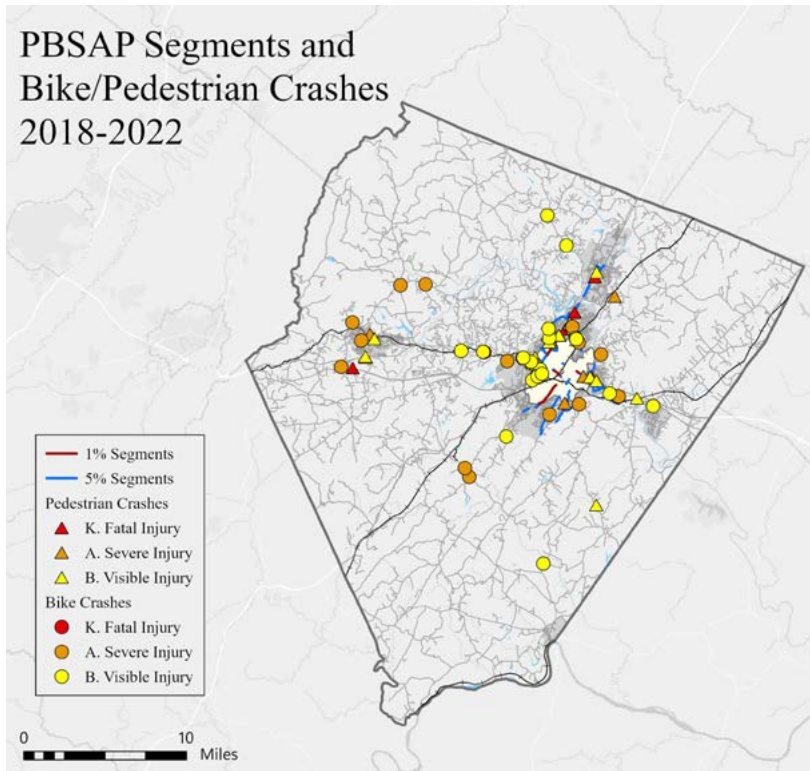 PBSAP Segments and
Bike/Pedestrian Crashes
2018-2022
1% Segments
5% Segments
Pedestrian Crashes
K. Fatal Injury
A. Severe Injury
B. Visible Injury
Bike Crashes
K. Fatal Injury
A. Severe Injury
B. Visible Injury
0 10
Miles